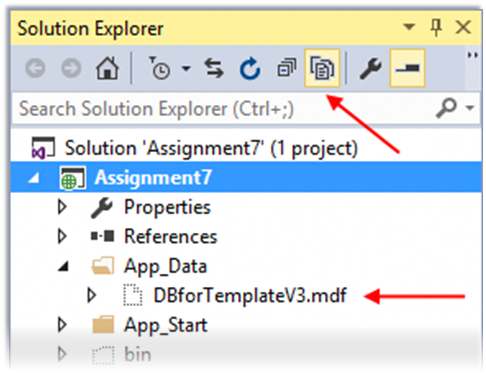 Solution Explorer
Search Solution Explorer (Ctrl+;)
Solution 'Assignment7' (1 project)
Assignment7
Properties
References
App_Data
DBforTemplateV3.mdf
App_Start
bin